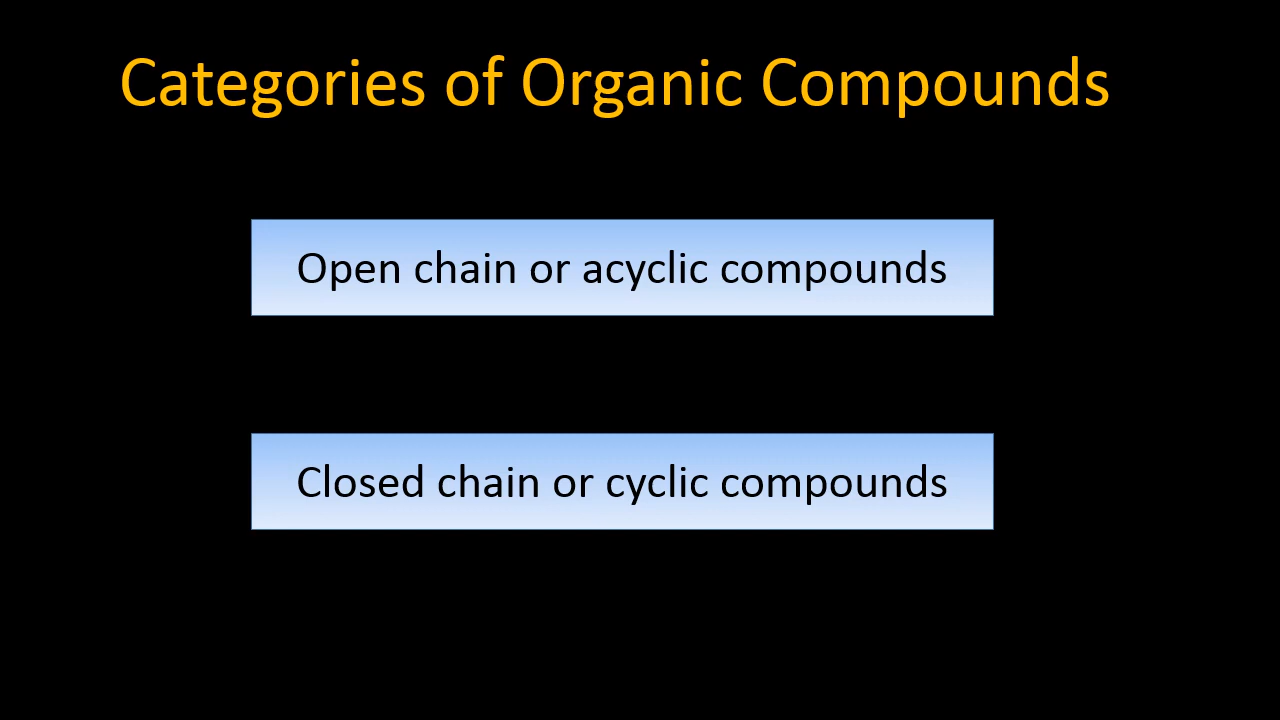 Categories of Organic Compounds
Open chain or acyclic compounds
Closed chain or cyclic compounds